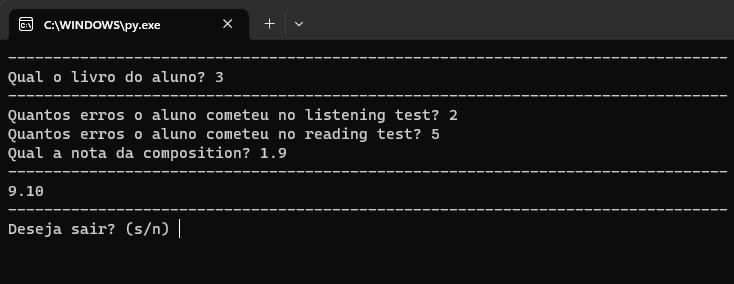 C:\WINDOWS\py.exe
--------------------------------------------------------------------------------
Qual o livro do aluno? 3
--------------------------------------------------------------------------------
Quantos erros o aluno cometeu no listening test? 2
Quantos erros o aluno cometeu no reading test? 5
Qual a nota da composition? 1.9
--------------------------------------------------------------------------------
9.10
--------------------------------------------------------------------------------
Deseja sair? (s/n)